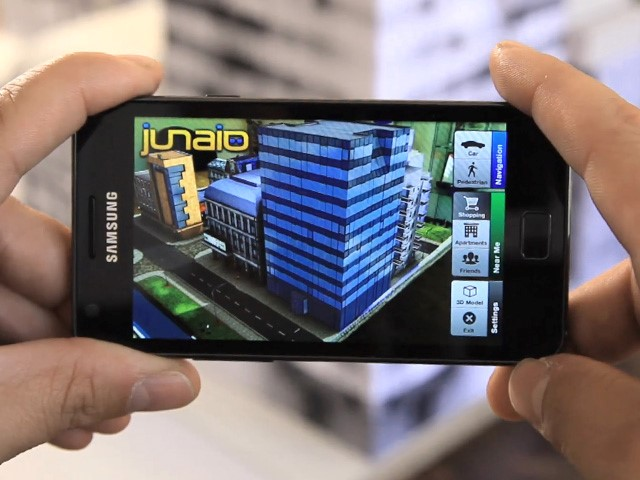 SAMSUNG
junaio
Car
Pedestrian
Navigation
Shopping
Apartments
Friends
Near Me
3D Model
Exit
Settings